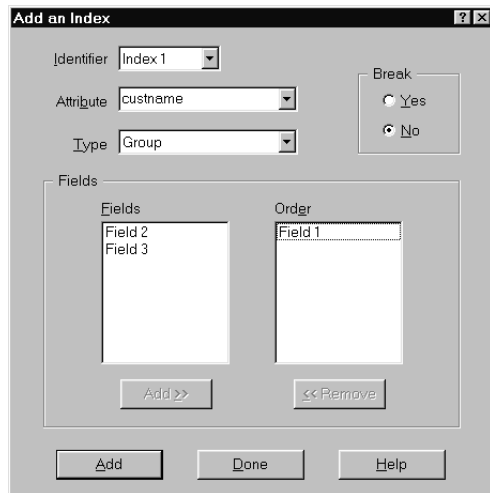 Add an Index
Identifier Index 1
Break
Attribute custname
Yes
No
Type Group
Fields
Fields
Order
Field 2
Field 1
Field 3
Add >>
<< Remove
Add
Done
Help